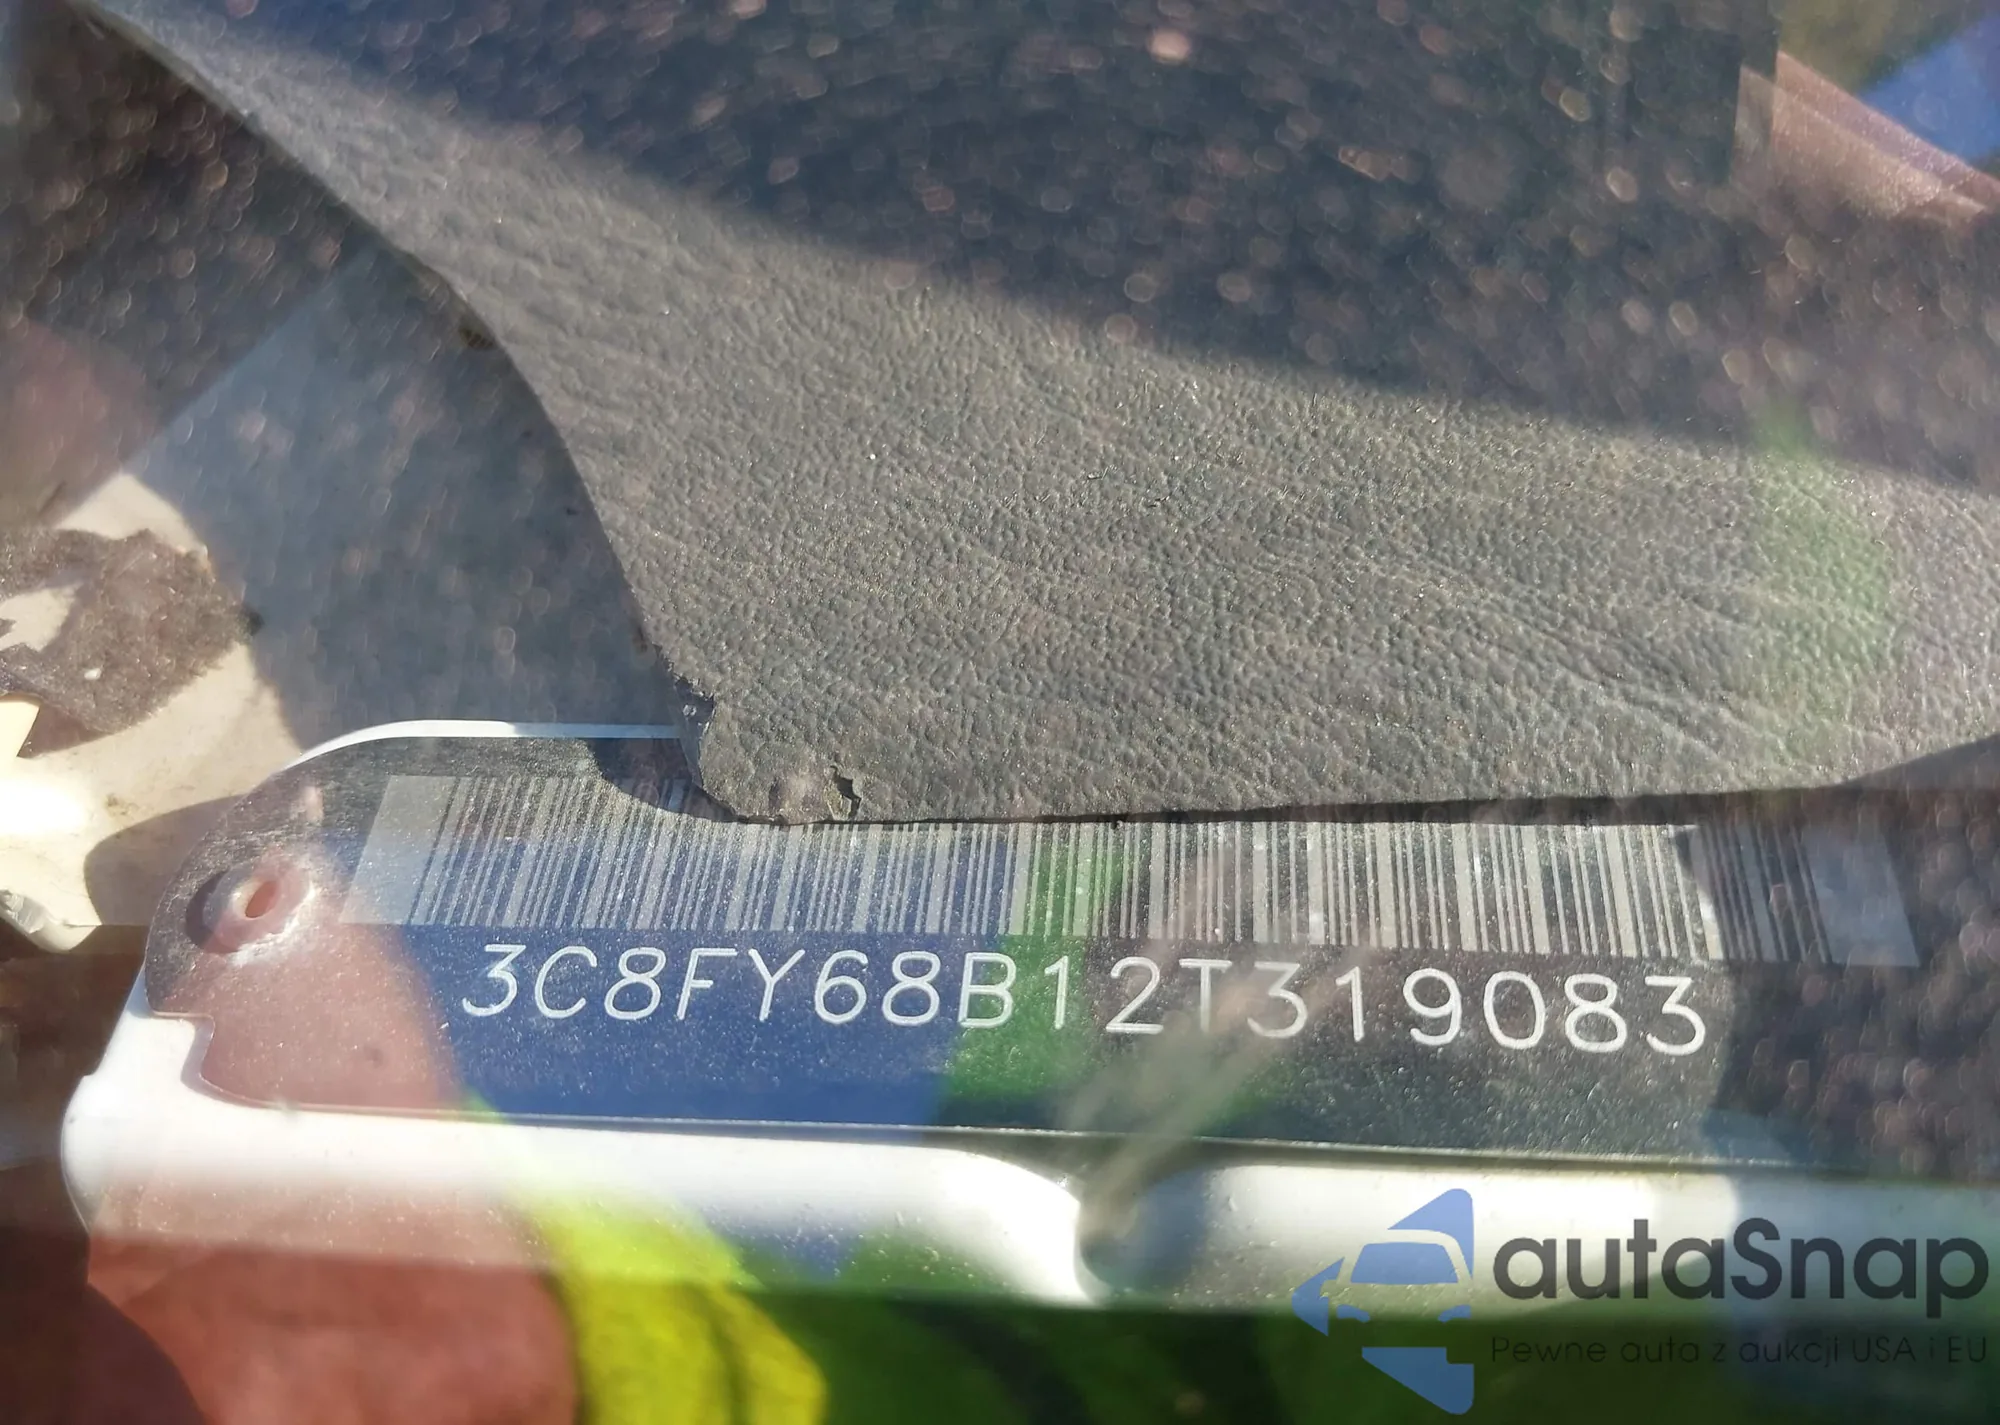 3C8FY68B12T319083
autaSnap
Pewne auta z aukcji USA i EU